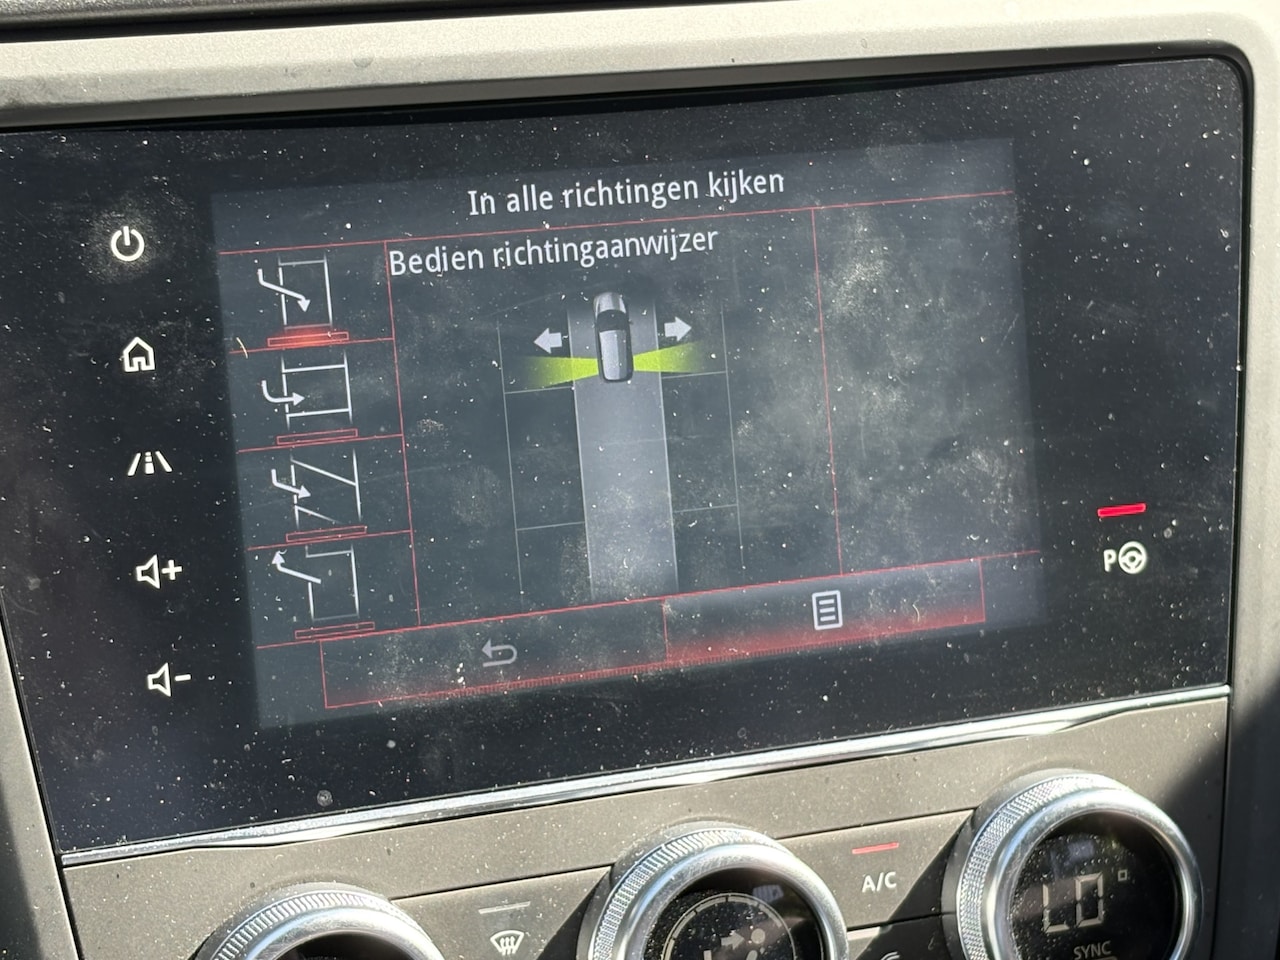 In alle richtingen kijken
Bedien richtingaanwijzer
P
A/C
LO
SYNC